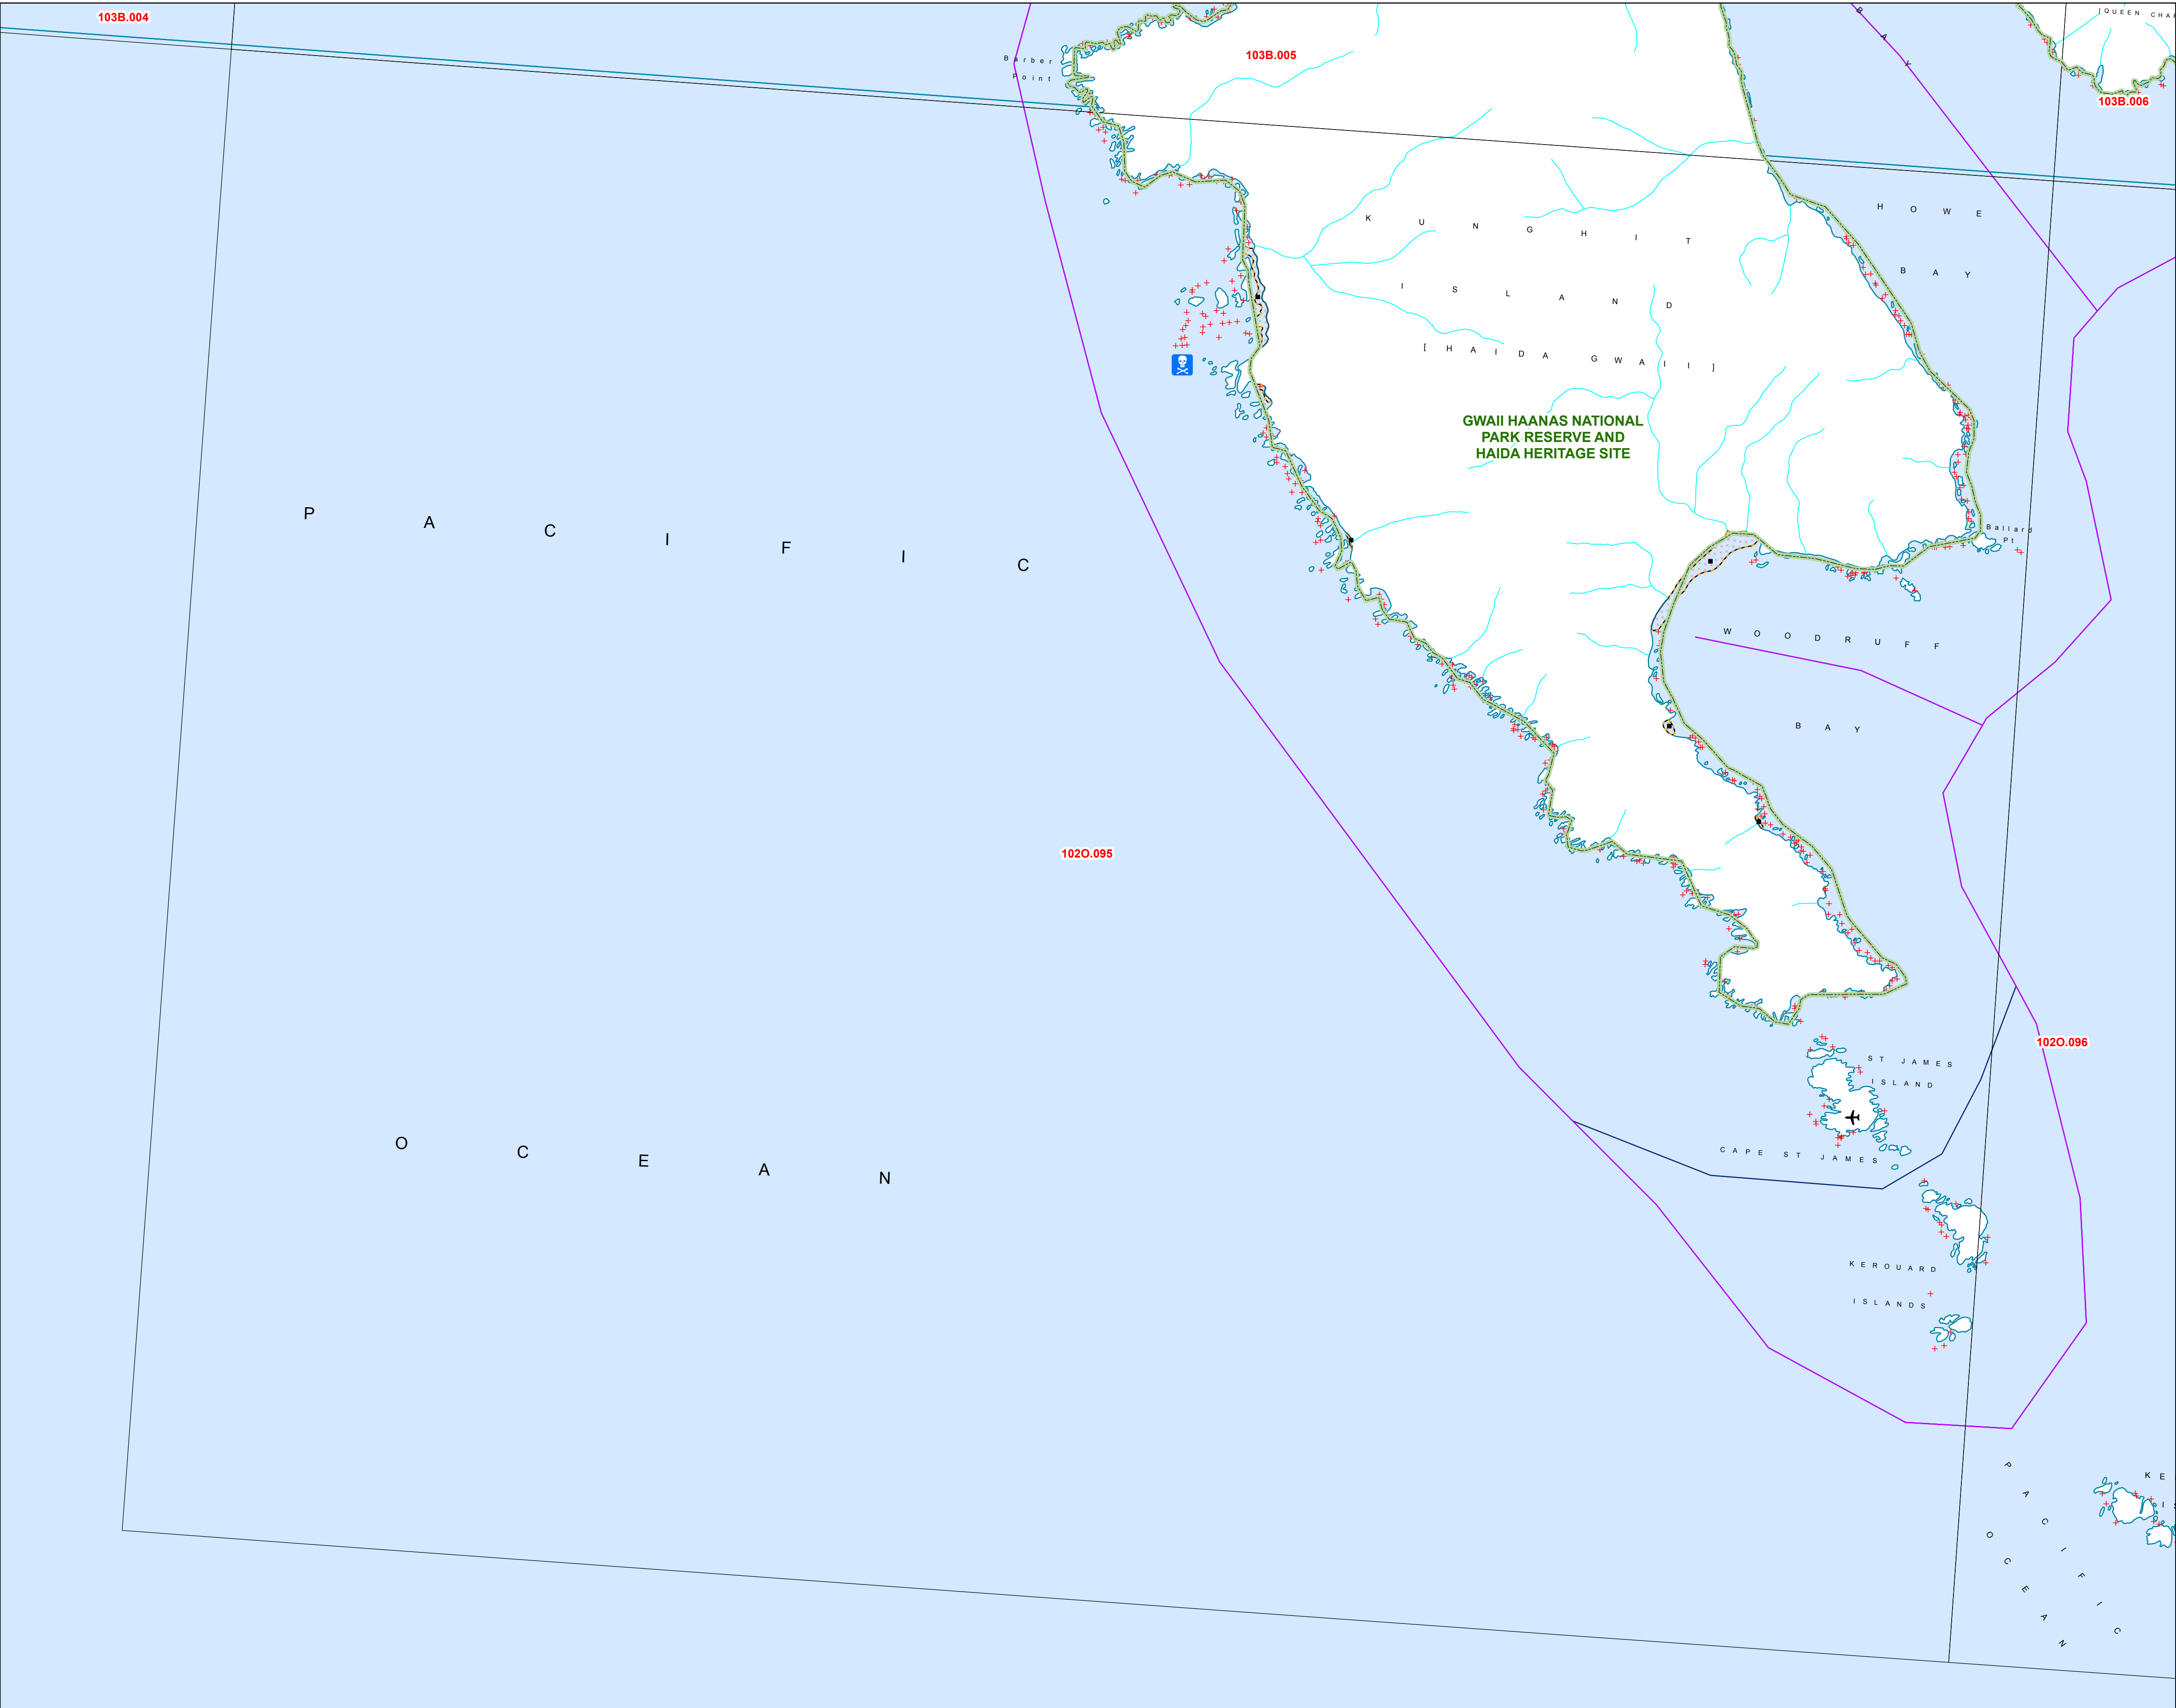 103B.004
[QUEEN CHA
B A Y
103B.005
Barber
Point
103B.006
HOWE
BAY
KUNGHIT
ISLAND
[HAIDA GWAII]
GWAII HAANAS NATIONAL
PARK RESERVE AND
HAIDA HERITAGE SITE
PACIFIC
Ballard
Pt
WOODRUFF
BAY
102O.095
102O.096
ST JAMES
ISLAND
OCEAN
CAPE ST JAMES
KEROUARD
ISLANDS
KE
IS
PACIFIC
OCEAN